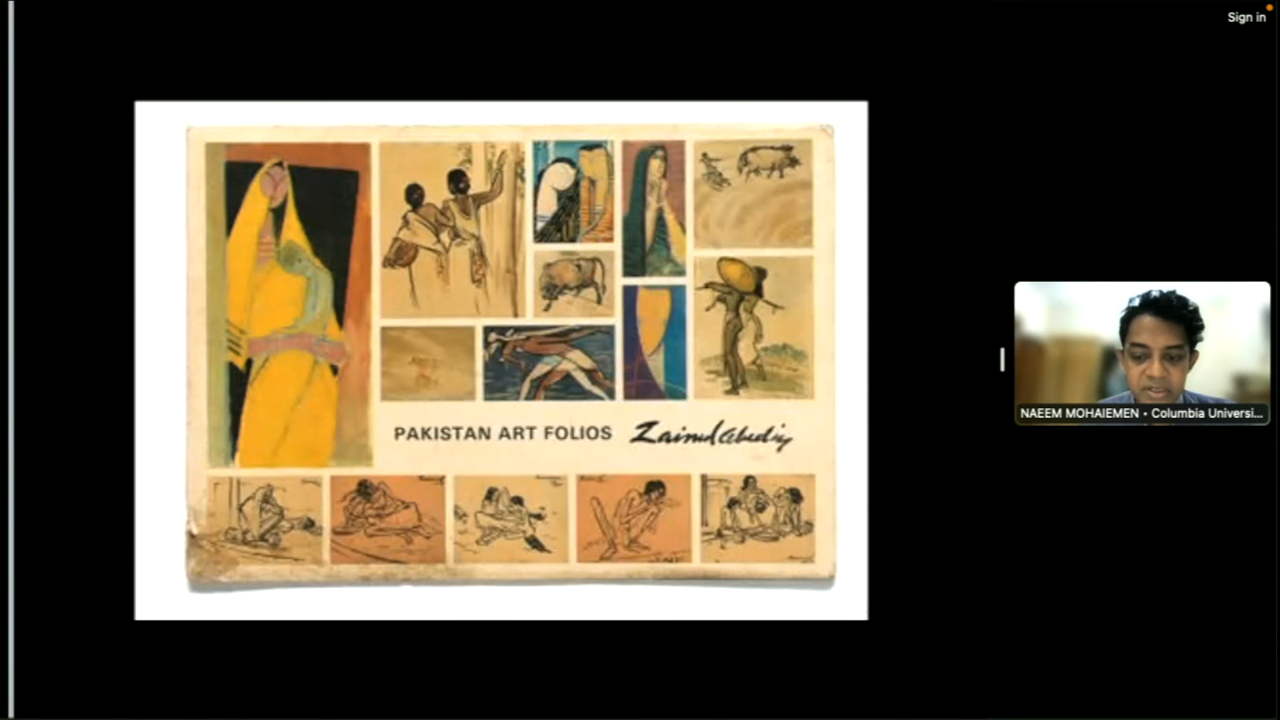 Sign in
PAKISTAN ART FOLIOS Zainul Abedin
NAEEM MOHAIEMEN • Columbia Universi...